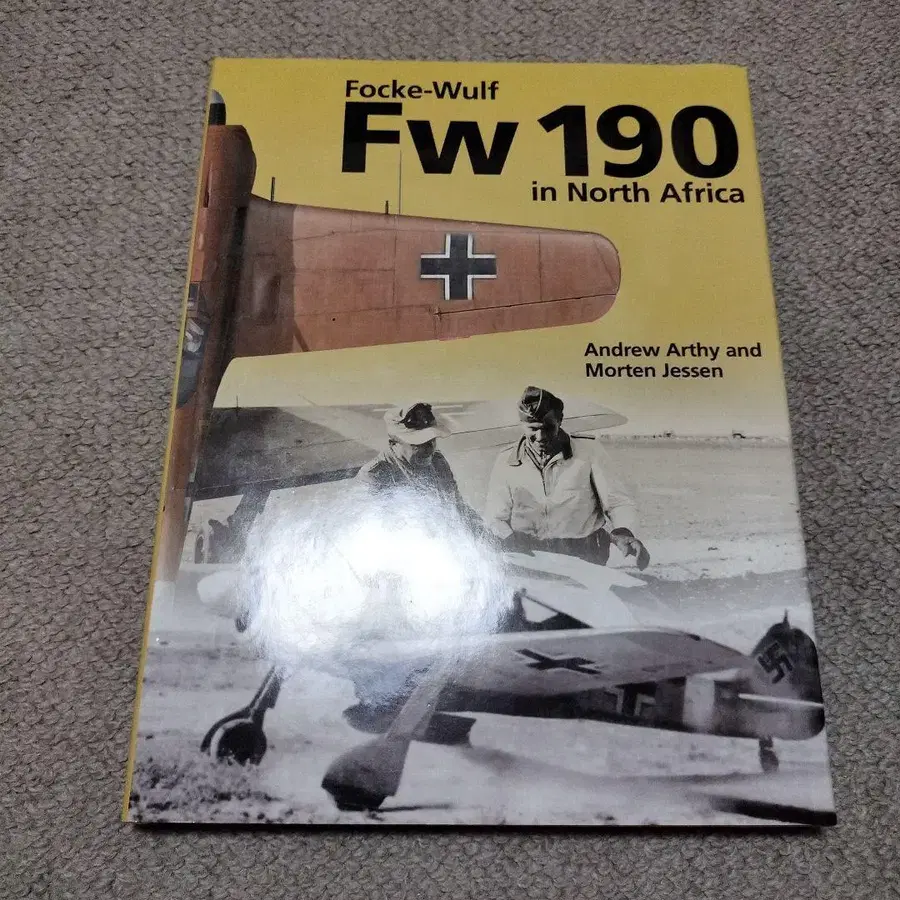 Focke-Wulf
Fw 190
in North Africa
Andrew Arthy and
Morten Jessen